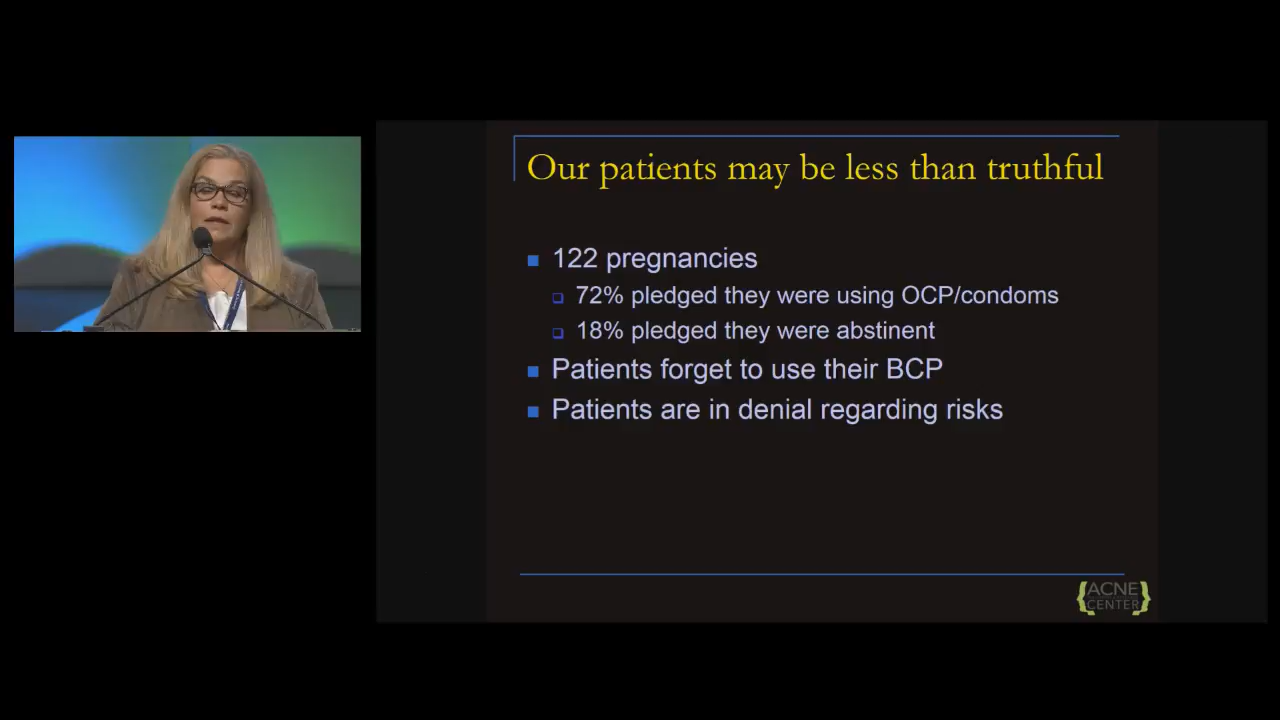 Our patients may be less than truthful
122 pregnancies
72% pledged they were using OCP/condoms
18% pledged they were abstinent
Patients forget to use their BCP
Patients are in denial regarding risks
{ACNE
CENTER}